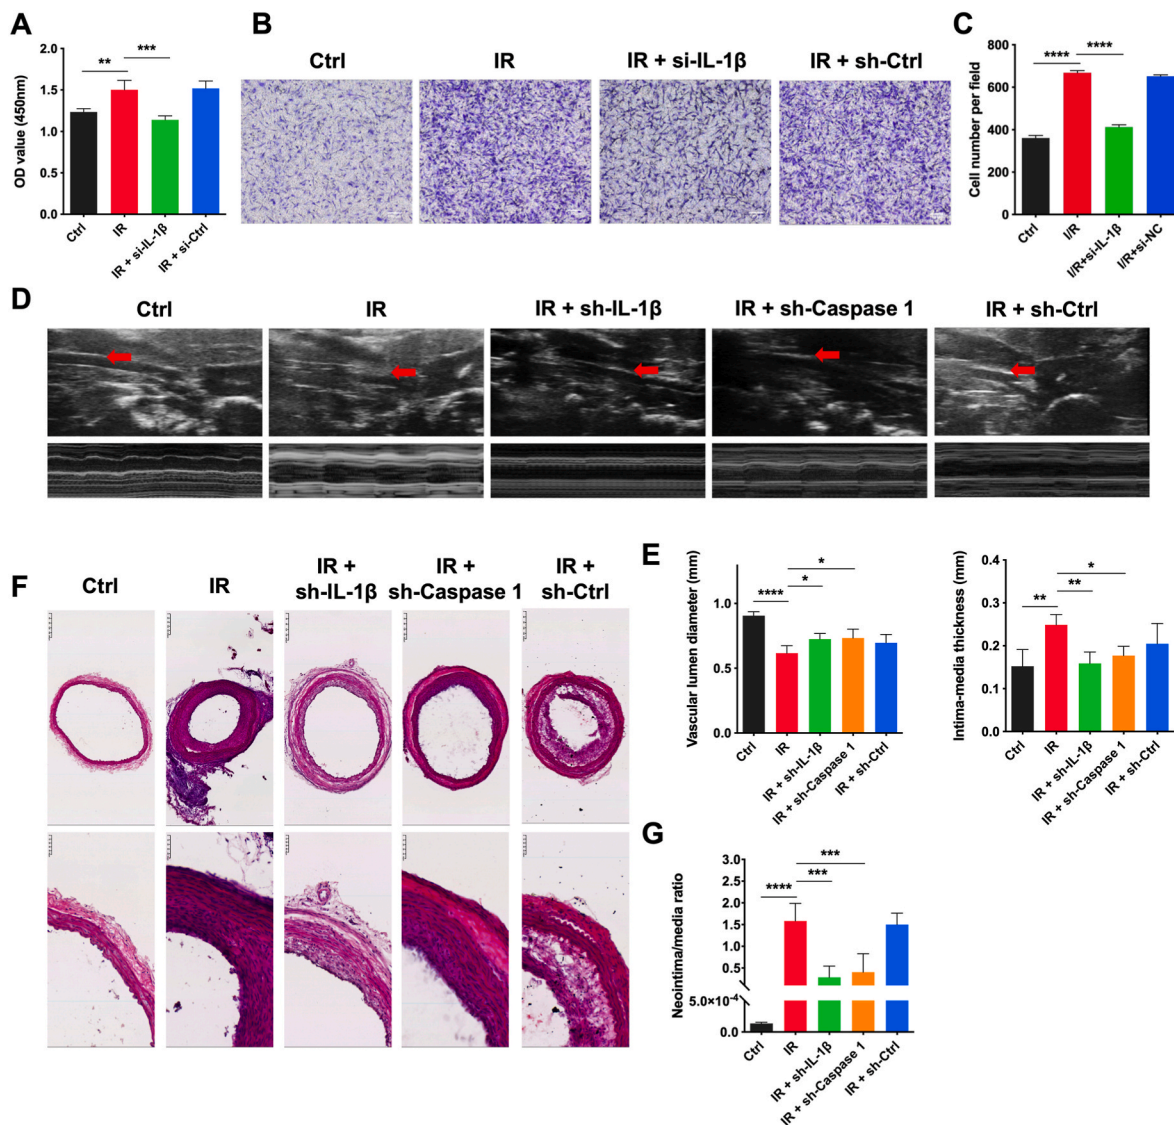 A
OD value (450nm)
2.0
1.5
1.0
0.5
0.0
**
***
Ctrl
IR
IR + si-IL-1β
IR + si-Ctrl
B
Ctrl
IR
IR + si-IL-1β
IR + sh-Ctrl
C
Cell number per field
800
600
400
200
0
****
****
Ctrl
I/R
I/R+si-IL-1β
I/R+si-NC
D
Ctrl
IR
IR + sh-IL-1β
IR + sh-Caspase 1
IR + sh-Ctrl
F
Ctrl
IR
IR +
sh-IL-1β
IR +
sh-Caspase 1
IR +
sh-Ctrl
E
Vascular lumen diameter (mm)
1.0
0.5
0.0
****
*
*
Ctrl
IR
IR + sh-IL-1β
IR + sh-Caspase 1
IR + sh-Ctrl
Intima-media thickness (mm)
0.4
0.3
0.2
0.1
0.0
**
**
*
Ctrl
IR
IR + sh-IL-1β
IR + sh-Caspase 1
IR + sh-Ctrl
G
Neointima/media ratio
3.0
2.5
2.0
1.5
1.0
0.5
5.0×10⁻⁴
0.0
****
***
***
Ctrl
IR
IR + sh-IL-1β
IR + sh-Caspase 1
IR + sh-Ctrl